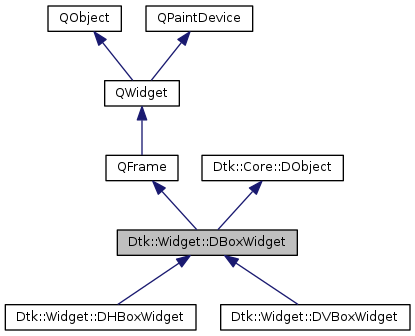 QObject
QPaintDevice
QWidget
QFrame
Dtk::Core::DObject
Dtk::Widget::DBoxWidget
Dtk::Widget::DHBoxWidget
Dtk::Widget::DVBoxWidget